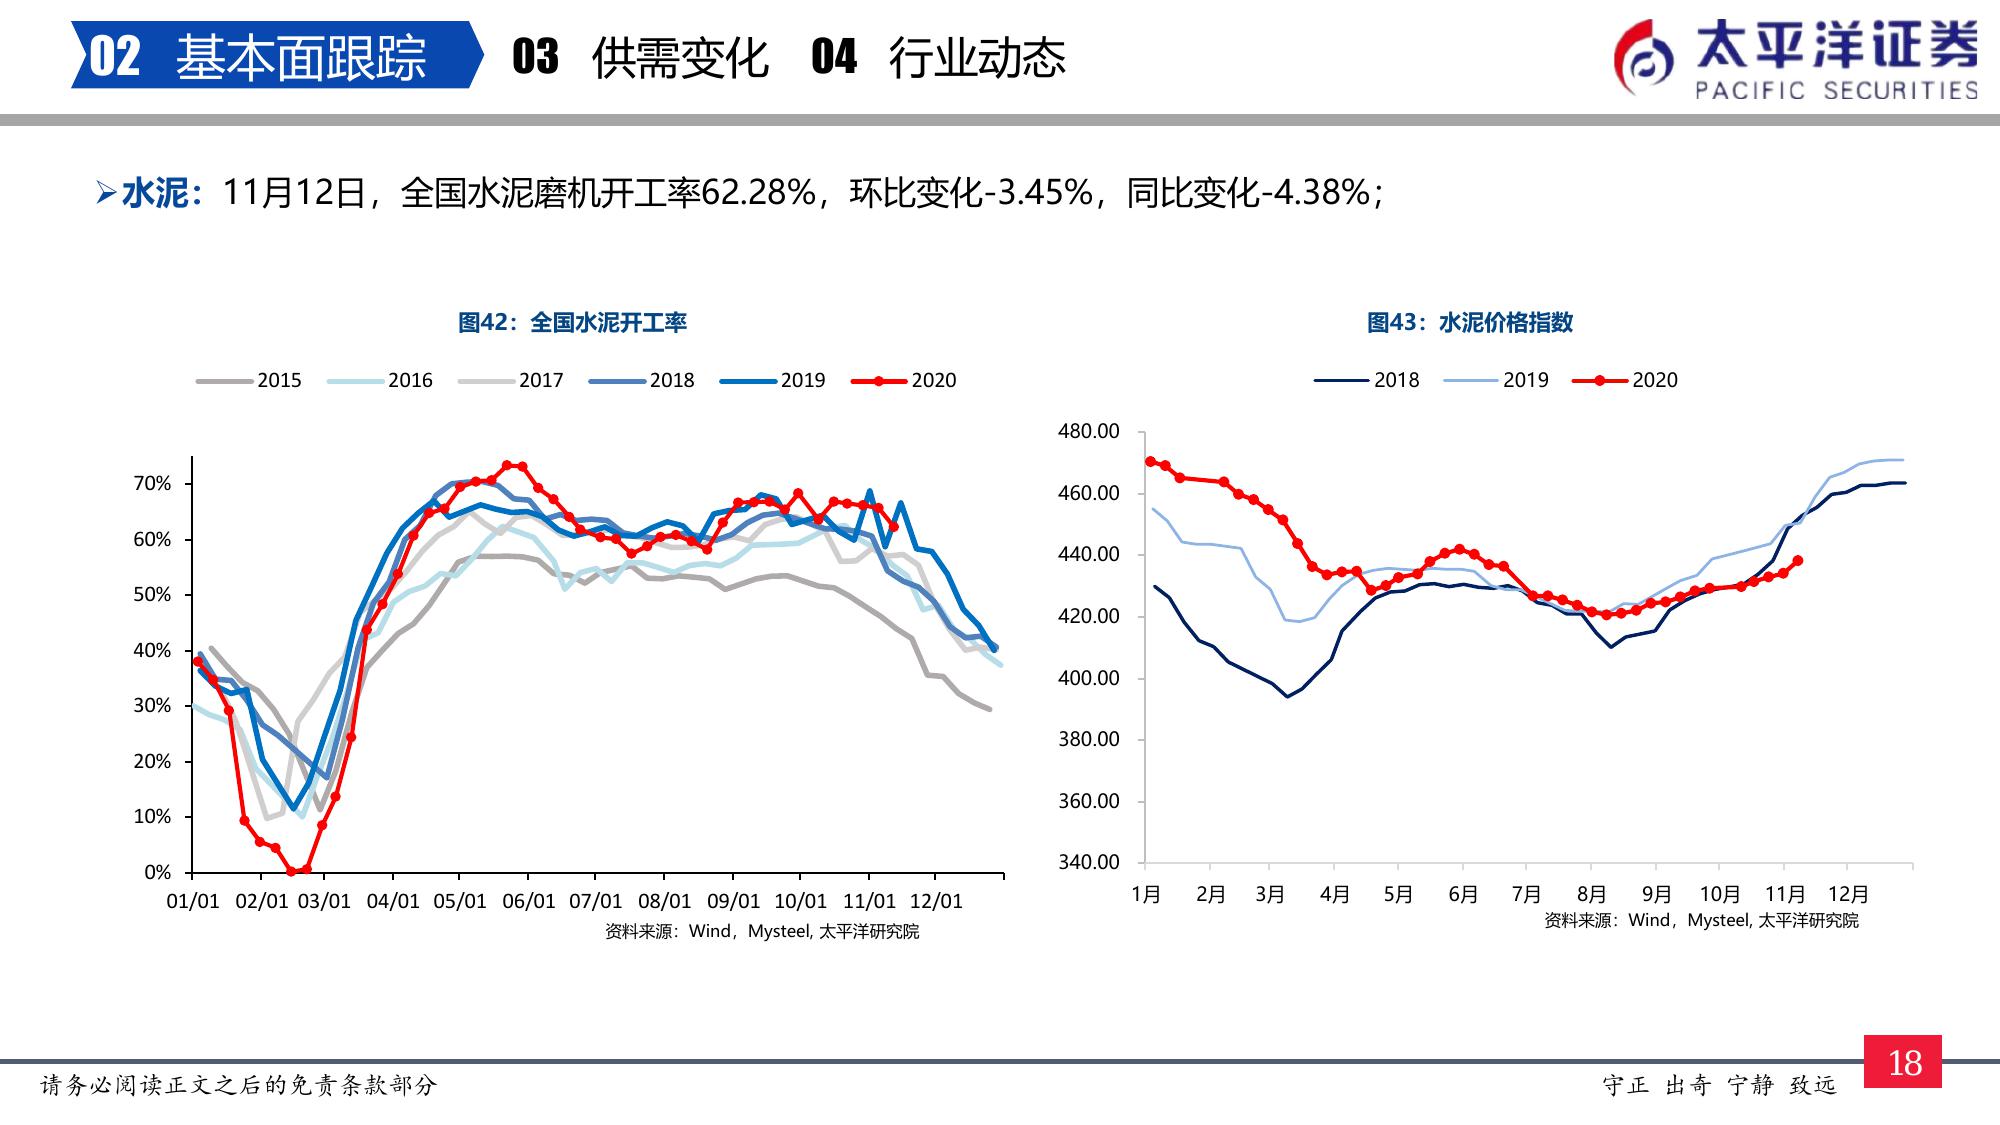 02 基本面跟踪 03 供需变化 04 行业动态
太平洋证券
PACIFIC SECURITIES
➢水泥：11月12日，全国水泥磨机开工率62.28%，环比变化-3.45%，同比变化-4.38%；
图42：全国水泥开工率
2015 2016 2017 2018 2019 2020
70%
60%
50%
40%
30%
20%
10%
0%
01/01 02/01 03/01 04/01 05/01 06/01 07/01 08/01 09/01 10/01 11/01 12/01
资料来源：Wind，Mysteel, 太平洋研究院
图43：水泥价格指数
2018 2019 2020
480.00
460.00
440.00
420.00
400.00
380.00
360.00
340.00
1月 2月 3月 4月 5月 6月 7月 8月 9月 10月 11月 12月
资料来源：Wind，Mysteel, 太平洋研究院
请务必阅读正文之后的免责条款部分
守正 出奇 宁静 致远
18